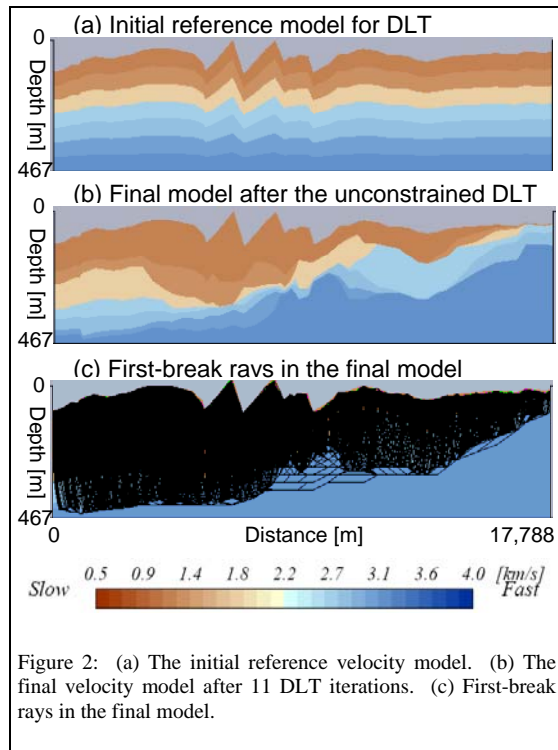 (a) Initial reference model for DLT
0
Depth [m]
467
(b) Final model after the unconstrained DLT
0
Depth [m]
467
(c) First-break rays in the final model
0
Depth [m]
467
0 Distance [m] 17,788
0.5 0.9 1.4 1.8 2.2 2.7 3.1 3.6 4.0 [km/s]
Slow Fast
Figure 2: (a) The initial reference velocity model. (b) The
final velocity model after 11 DLT iterations. (c) First-break
rays in the final model.